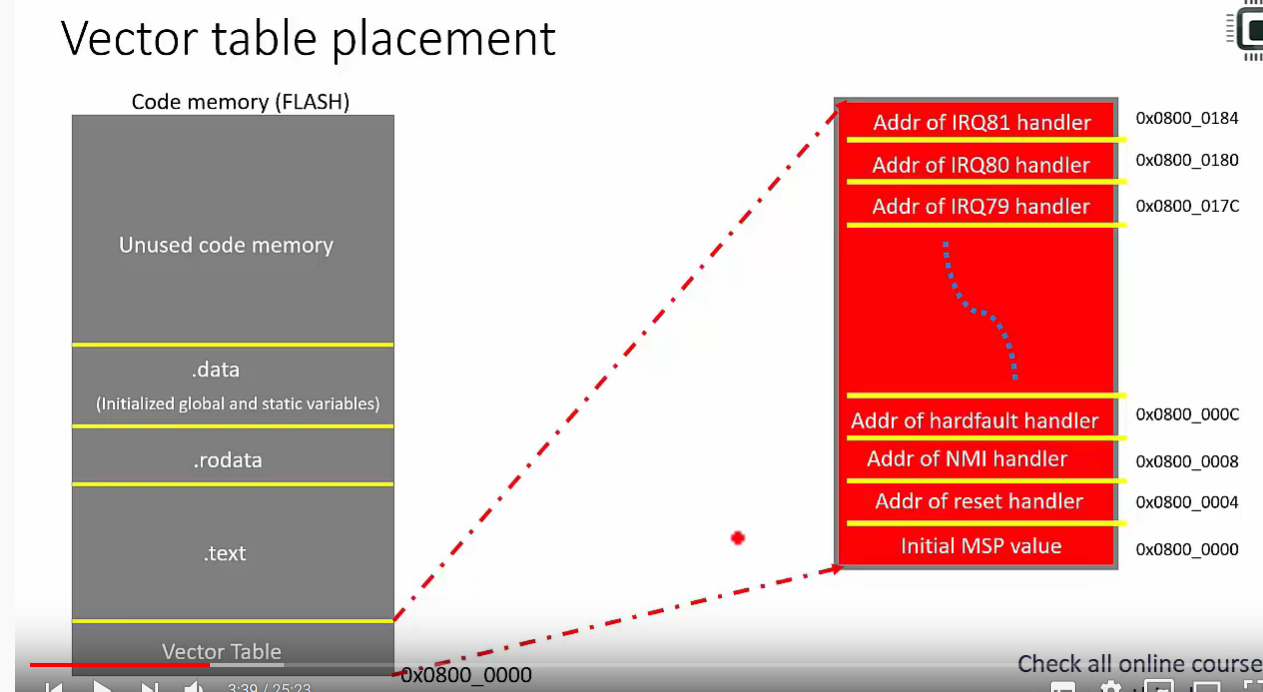 Vector table placement
Code memory (FLASH)
Unused code memory
.data
(Initialized global and static variables)
.rodata
.text
Vector Table
0x0800_0000
Addr of IRQ81 handler
0x0800_0184
Addr of IRQ80 handler
0x0800_0180
Addr of IRQ79 handler
0x0800_017C
Addr of hardfault handler
0x0800_000C
Addr of NMI handler
0x0800_0008
Addr of reset handler
0x0800_0004
Initial MSP value
0x0800_0000
Check all online course
3:39 / 25:23